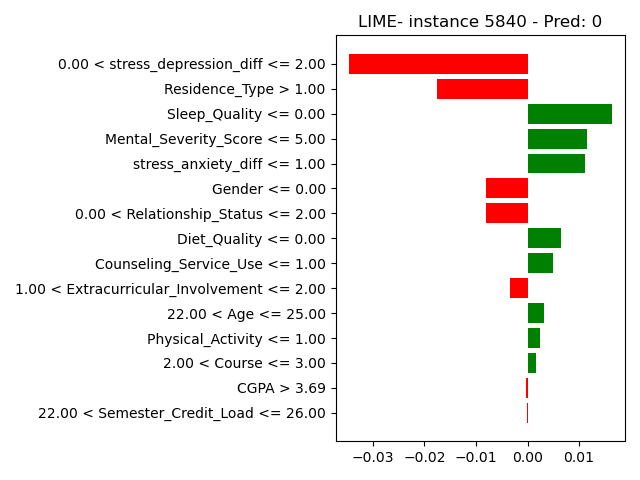 LIME- instance 5840 - Pred: 0
0.00 < stress_depression_diff <= 2.00
Residence_Type > 1.00
Sleep_Quality <= 0.00
Mental_Severity_Score <= 5.00
stress_anxiety_diff <= 1.00
Gender <= 0.00
0.00 < Relationship_Status <= 2.00
Diet_Quality <= 0.00
Counseling_Service_Use <= 1.00
1.00 < Extracurricular_Involvement <= 2.00
22.00 < Age <= 25.00
Physical_Activity <= 1.00
2.00 < Course <= 3.00
CGPA > 3.69
22.00 < Semester_Credit_Load <= 26.00
−0.03 −0.02 −0.01 0.00 0.01